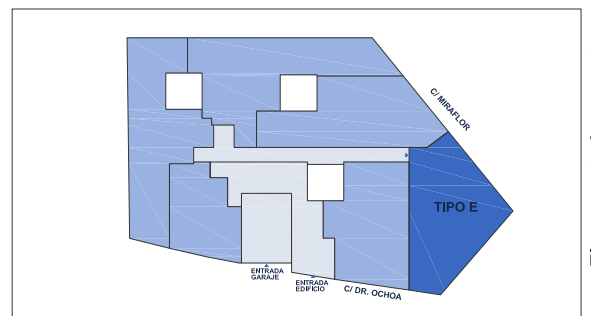 C/ MIRAFLOR
TIPO E
ENTRADA
GARAJE
ENTRADA
EDIFICIO
C/ DR. OCHOA